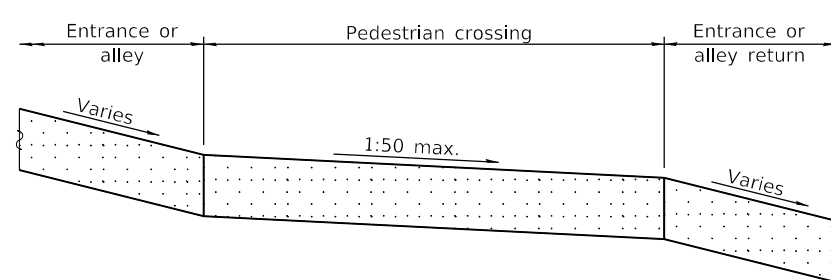 Entrance or
alley
Pedestrian crossing
Entrance or
alley return
Varies
1:50 max.
Varies